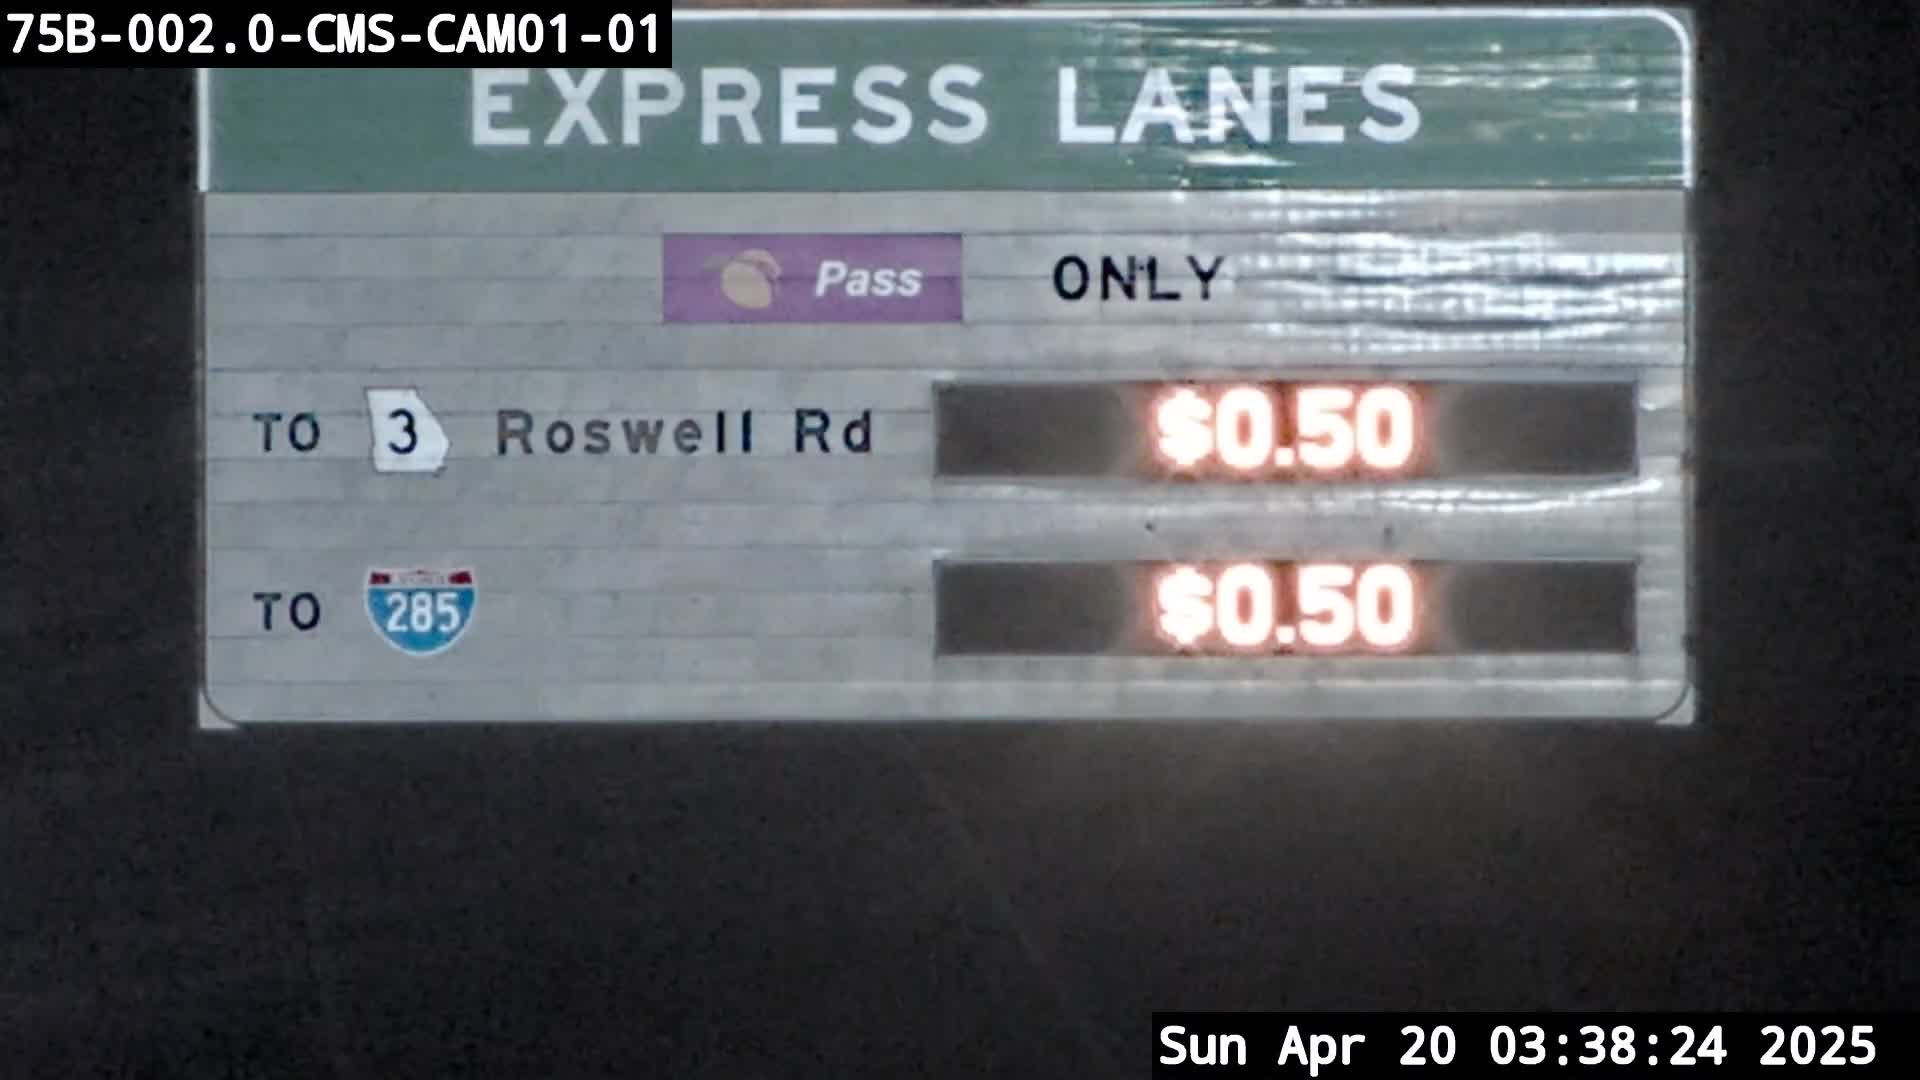 75B-002.0-CMS-CAM01-01
EXPRESS LANES
Pass ONLY
TO 3 Roswell Rd $0.50
TO 285 $0.50
Sun Apr 20 03:38:24 2025